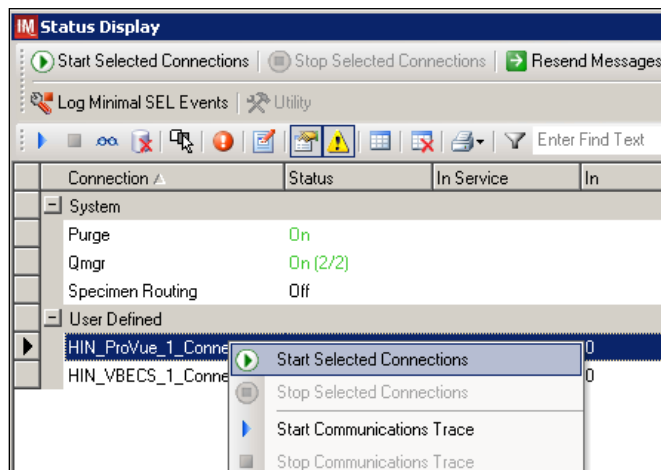 IM Status Display
Start Selected Connections Stop Selected Connections Resend Messages
Log Minimal SEL Events Utility
Enter Find Text
Connection Status In Service In
System
Purge On
Qmgr On (2/2)
Specimen Routing Off
User Defined
HIN_ProVue_1_Conne 0
Start Selected Connections
HIN_VBECS_1_Conne 0
Stop Selected Connections
Start Communications Trace
Stop Communications Trace